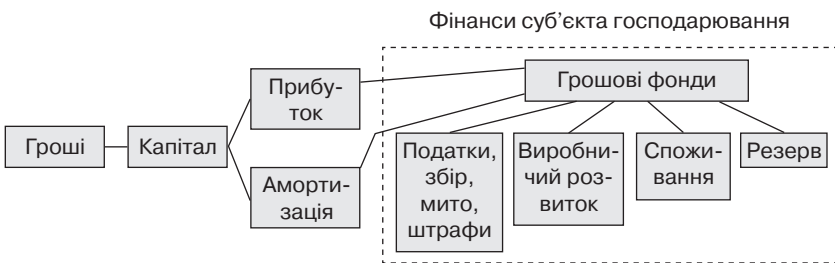 Фінанси суб’єкта господарювання
Прибу-
ток
Грошові фонди
Гроші
Капітал
Аморти-
зація
Податки,
збір,
мито,
штрафи
Виробни-
чий роз-
виток
Спожи-
вання
Резерв